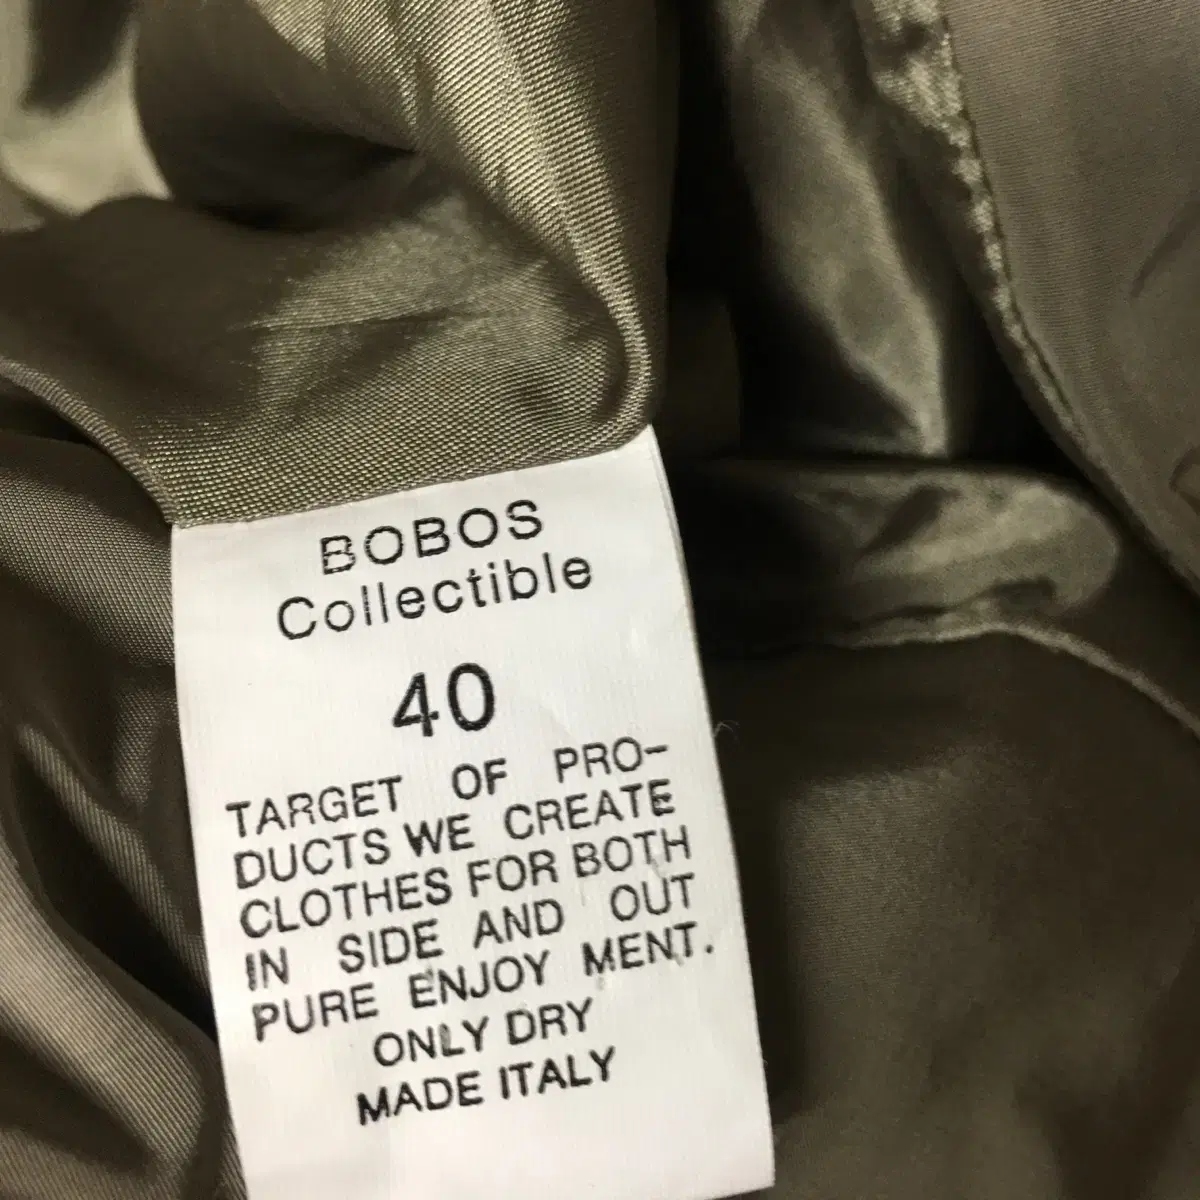 BOBOS
Collectible
40
TARGET OF PRO-
DUCTS WE CREATE
CLOTHES FOR BOTH
IN SIDE AND OUT
PURE ENJOY MENT.
ONLY DRY
MADE ITALY